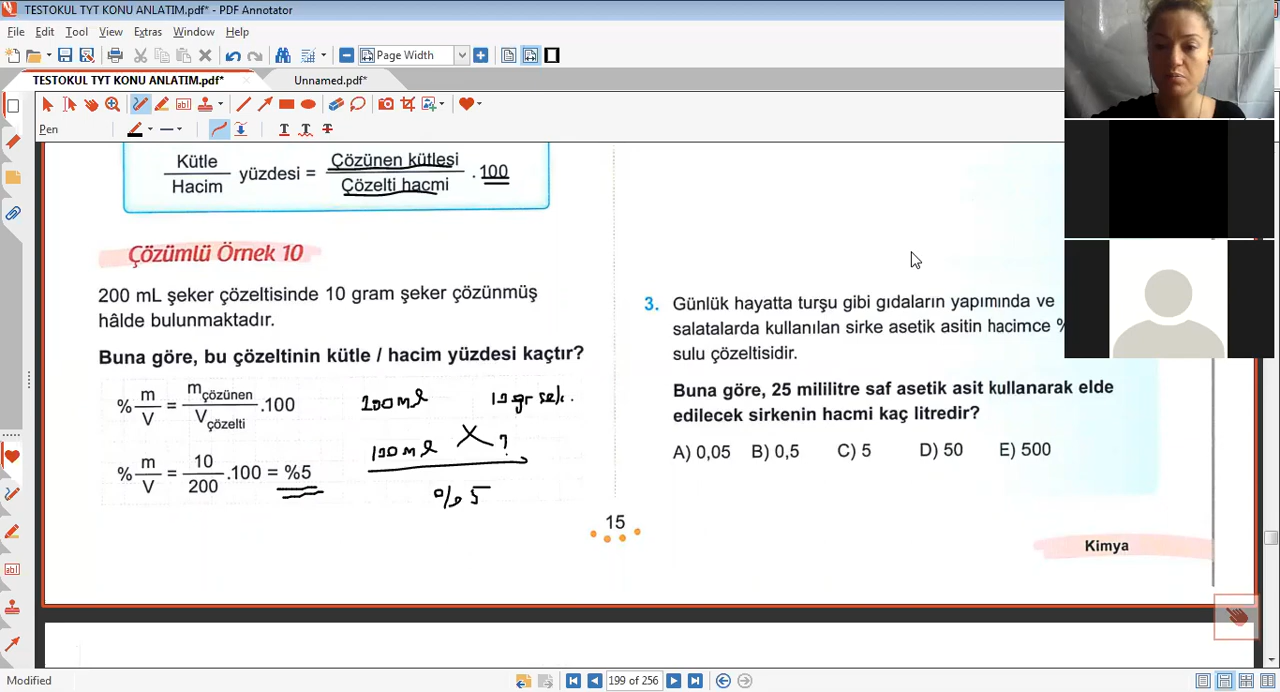 TESTOKUL TYT KONU ANLATIM.pdf* - PDF Annotator
File Edit Tool View Extras Window Help
Page Width
TESTOKUL TYT KONU ANLATIM.pdf* Unnamed.pdf*
Pen
Kütle / Hacim yüzdesi = Çözünen kütlesi / Çözelti hacmi . 100
Çözümlü Örnek 10
200 mL şeker çözeltisinde 10 gram şeker çözünmüş
hâlde bulunmaktadır.
Buna göre, bu çözeltinin kütle / hacim yüzdesi kaçtır?
% m/V = mçözünen / Vçözelti .100
% m/V = 10/200 .100 = %5
200 ml 10 gr şek.
100 ml X ?
% 5
3. Günlük hayatta turşu gibi gıdaların yapımında ve
salatalarda kullanılan sirke asetik asitin hacimce %
sulu çözeltisidir.
Buna göre, 25 mililitre saf asetik asit kullanarak elde
edilecek sirkenin hacmi kaç litredir?
A) 0,05 B) 0,5 C) 5 D) 50 E) 500
15
Kimya
Modified
199 of 256